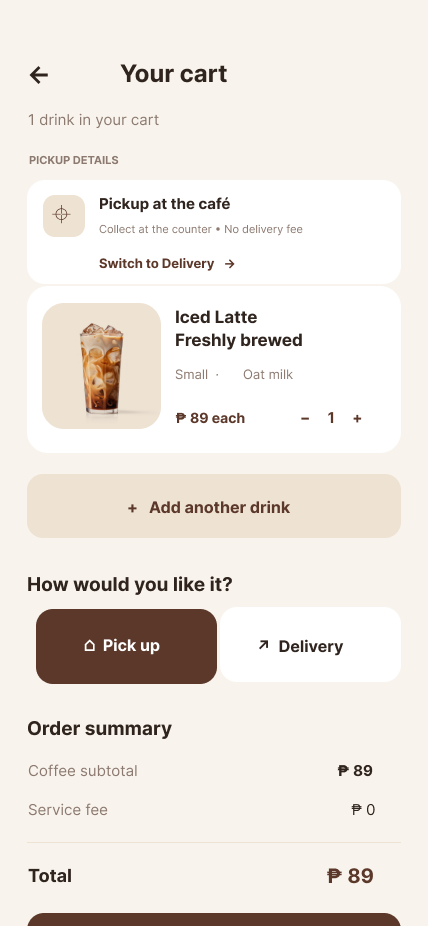 ←
Your cart
1 drink in your cart
PICKUP DETAILS
Pickup at the café
Collect at the counter • No delivery fee
Switch to Delivery →
Iced Latte
Freshly brewed
Small · Oat milk
₱ 89 each − 1 +
+ Add another drink
How would you like it?
⌂ Pick up ↗ Delivery
Order summary
Coffee subtotal ₱ 89
Service fee ₱ 0
Total ₱ 89